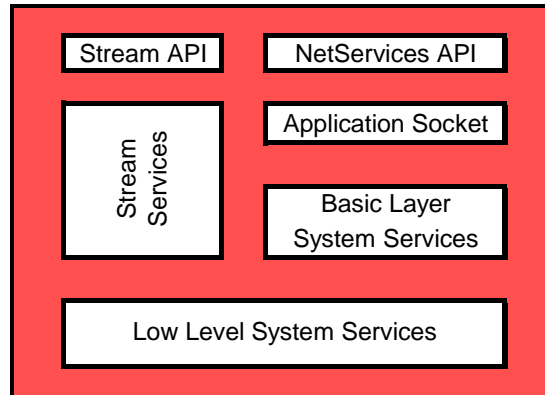 Stream API
NetServices API
Stream
Services
Application Socket
Basic Layer
System Services
Low Level System Services